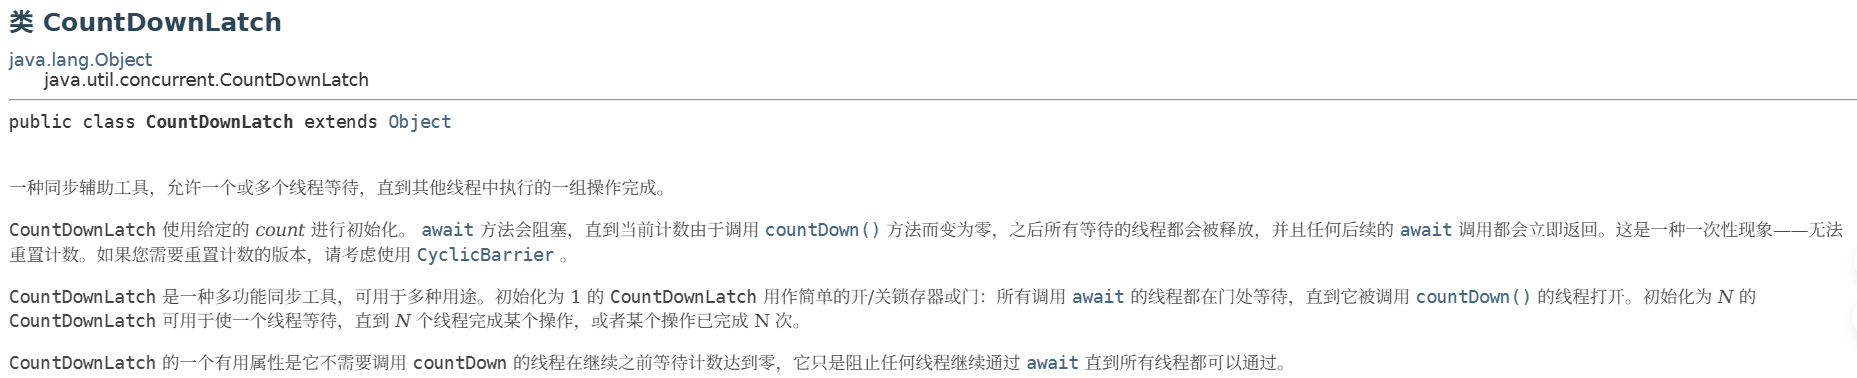 类 CountDownLatch
java.lang.Object
java.util.concurrent.CountDownLatch
public class CountDownLatch extends Object
一种同步辅助工具，允许一个或多个线程等待，直到其他线程中执行的一组操作完成。
CountDownLatch 使用给定的 count 进行初始化。 await 方法会阻塞，直到当前计数由于调用 countDown() 方法而变为零，之后所有等待的线程都会被释放，并且任何后续的 await 调用都会立即返回。这是一种一次性现象——无法
重置计数。如果您需要重置计数的版本，请考虑使用 CyclicBarrier 。
CountDownLatch 是一种多功能同步工具，可用于多种用途。初始化为 1 的 CountDownLatch 用作简单的开/关锁存器或门：所有调用 await 的线程都在门处等待，直到它被调用 countDown() 的线程打开。初始化为 N 的
CountDownLatch 可用于使一个线程等待，直到 N 个线程完成某个操作，或者某个操作已完成 N 次。
CountDownLatch 的一个有用属性是它不需要调用 countDown 的线程在继续之前等待计数达到零，它只是阻止任何线程继续通过 await 直到所有线程都可以通过。